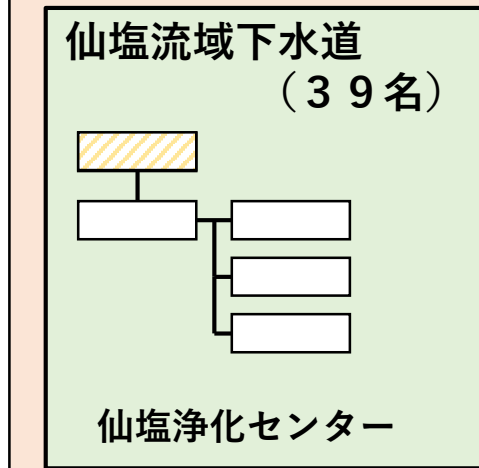 仙塩流域下水道
（３９名）
仙塩浄化センター